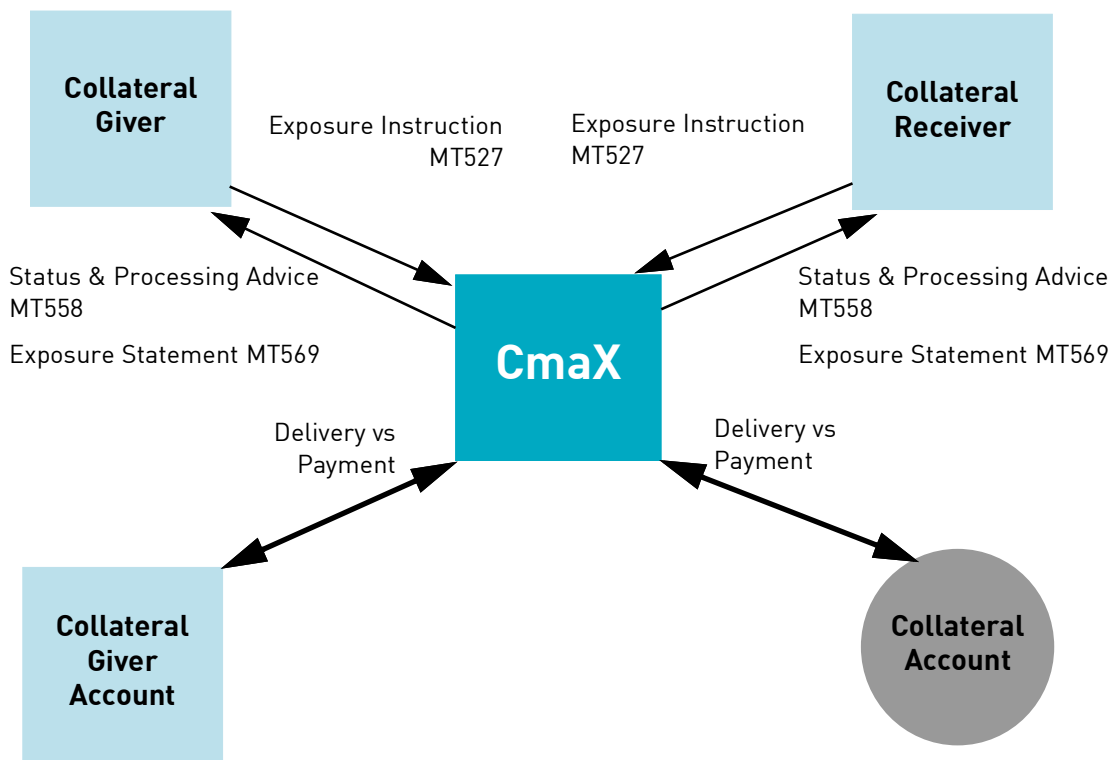 Collateral
Giver
Exposure Instruction
MT527
Exposure Instruction
MT527
Collateral
Receiver
Status & Processing Advice
MT558
Exposure Statement MT569
CmaX
Status & Processing Advice
MT558
Exposure Statement MT569
Delivery vs
Payment
Delivery vs
Payment
Collateral
Giver
Account
Collateral
Account